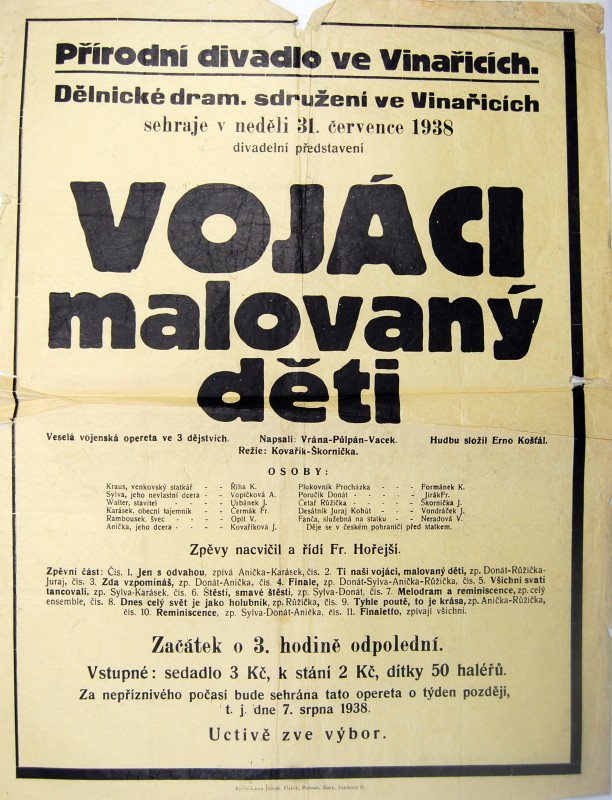 Přírodní divadlo ve Vinařicích.
Dělnické dram. sdružení ve Vinařicích
sehraje v neděli 31. července 1938
divadelní představení
VOJÁCI
malovaný
děti
Veselá vojenská opereta ve 3 dějstvích. Napsali: Vrána-Půlpán-Vacek. Hudbu složil Erno Košťál.
Režie: Kovařík-Škornička.
OSOBY:
Kraus, venkovský statkář - - Říha K.
Sylva, jeho nevlastní dcera - - Vopičková A.
Walter, stavitel - - - - Urbánek J.
Karásek, obecní tajemník - - Čermák Fr.
Rambousek, švec - - - - Opil V.
Anička, jeho dcera - - - - Kovaříková J.
Plukovník Procházka - - - - Formánek K.
Poručík Donát - - - - - Jirák Fr.
Četař Růžička - - - - - Škornička J.
Desátník Juraj Kohút - - - - Vondráček J.
Fanča, služebná na statku - - Neradová V.
Děje se v českém pohraničí před statkem.
Zpěvy nacvičil a řídí Fr. Hořejší.
Zpěvní část: Čís. 1. Jen s odvahou, zpívá Anička-Karásek, čís. 2. Ti naši vojáci, malovaný děti, zp. Donát-Růžička-
Juraj, čís. 3. Zda vzpomínáš, zp. Donát-Anička, čís. 4. Finale, zp. Donát-Sylva-Anička-Růžička, čís. 5. Všichni svatí
tancovali, zp. Sylva-Karásek, čís. 6. Štěstí, smavé štěstí, zp. Sylva-Donát, čís. 7. Melodram a reminiscence, zp. celý
ensemble, čís. 8. Dnes celý svět je jako holubník, zp. Růžička, čís. 9. Tyhle poutě, to je krása, zp. Anička-Růžička,
čís. 10. Reminiscence, zp. Sylva-Donát, čís. 11. Finaletto, zpívají všichni.
Začátek o 3. hodině odpolední.
Vstupné: sedadlo 3 Kč, k stání 2 Kč, dítky 50 haléřů.
Za nepříznivého počasí bude sehrána tato opereta o týden později,
t. j. dne 7. srpna 1938.
Uctivě zve výbor.